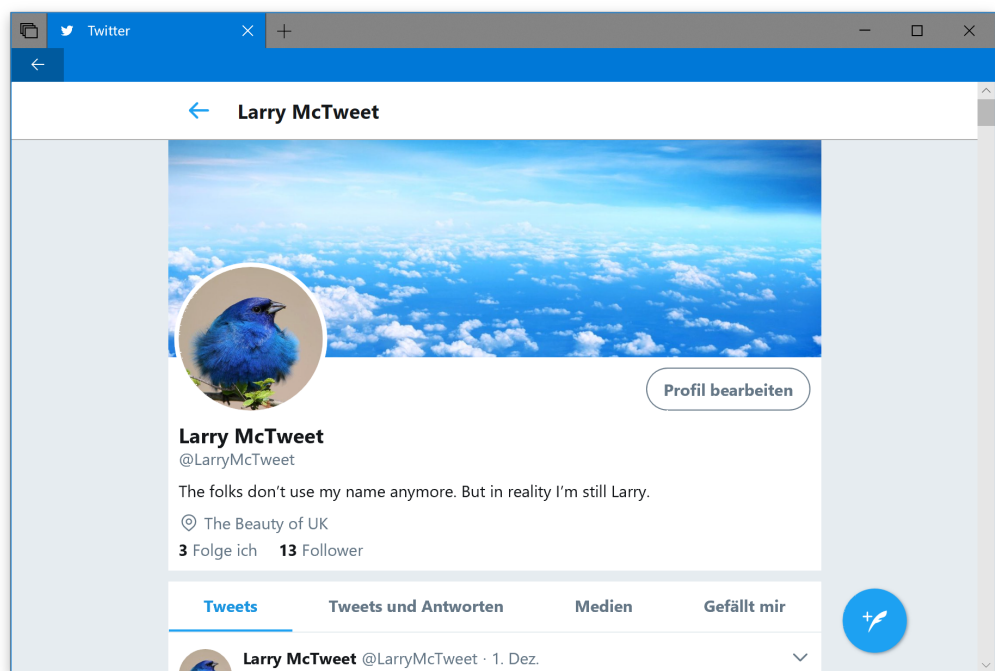 Twitter
Larry McTweet
Profil bearbeiten
Larry McTweet
@LarryMcTweet
The folks don’t use my name anymore. But in reality I’m still Larry.
The Beauty of UK
3 Folge ich 13 Follower
Tweets Tweets und Antworten Medien Gefällt mir
Larry McTweet @LarryMcTweet · 1. Dez.